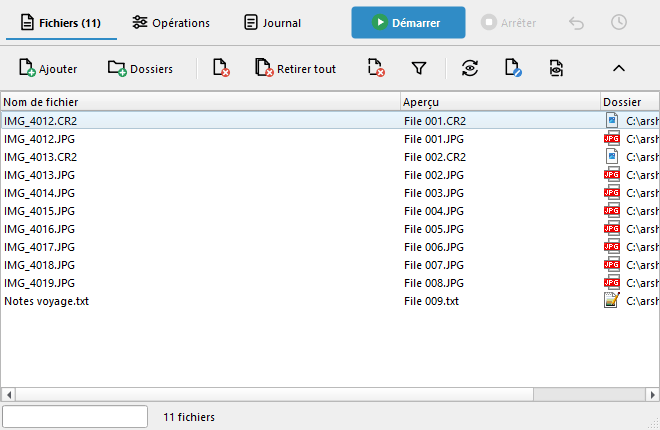 Fichiers (11) Opérations Journal Démarrer Arrêter
Ajouter Dossiers Retirer tout
Nom de fichier Aperçu Dossier
IMG_4012.CR2 File 001.CR2 C:\arsh
IMG_4012.JPG File 001.JPG JPG C:\arsh
IMG_4013.CR2 File 002.CR2 C:\arsh
IMG_4013.JPG File 002.JPG JPG C:\arsh
IMG_4014.JPG File 003.JPG JPG C:\arsh
IMG_4015.JPG File 004.JPG JPG C:\arsh
IMG_4016.JPG File 005.JPG JPG C:\arsh
IMG_4017.JPG File 006.JPG JPG C:\arsh
IMG_4018.JPG File 007.JPG JPG C:\arsh
IMG_4019.JPG File 008.JPG JPG C:\arsh
Notes voyage.txt File 009.txt C:\arsh
11 fichiers